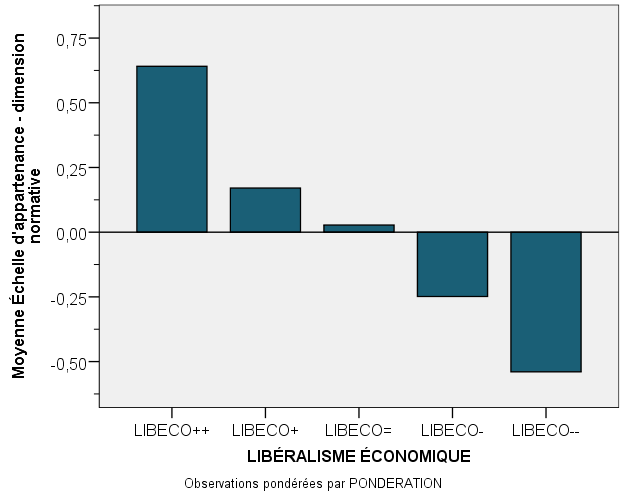 Moyenne Échelle d'appartenance - dimension
normative
0,75
0,50
0,25
0,00
-0,25
-0,50
LIBECO++ LIBECO+ LIBECO= LIBECO- LIBECO--
LIBÉRALISME ÉCONOMIQUE
Observations pondérées par PONDERATION